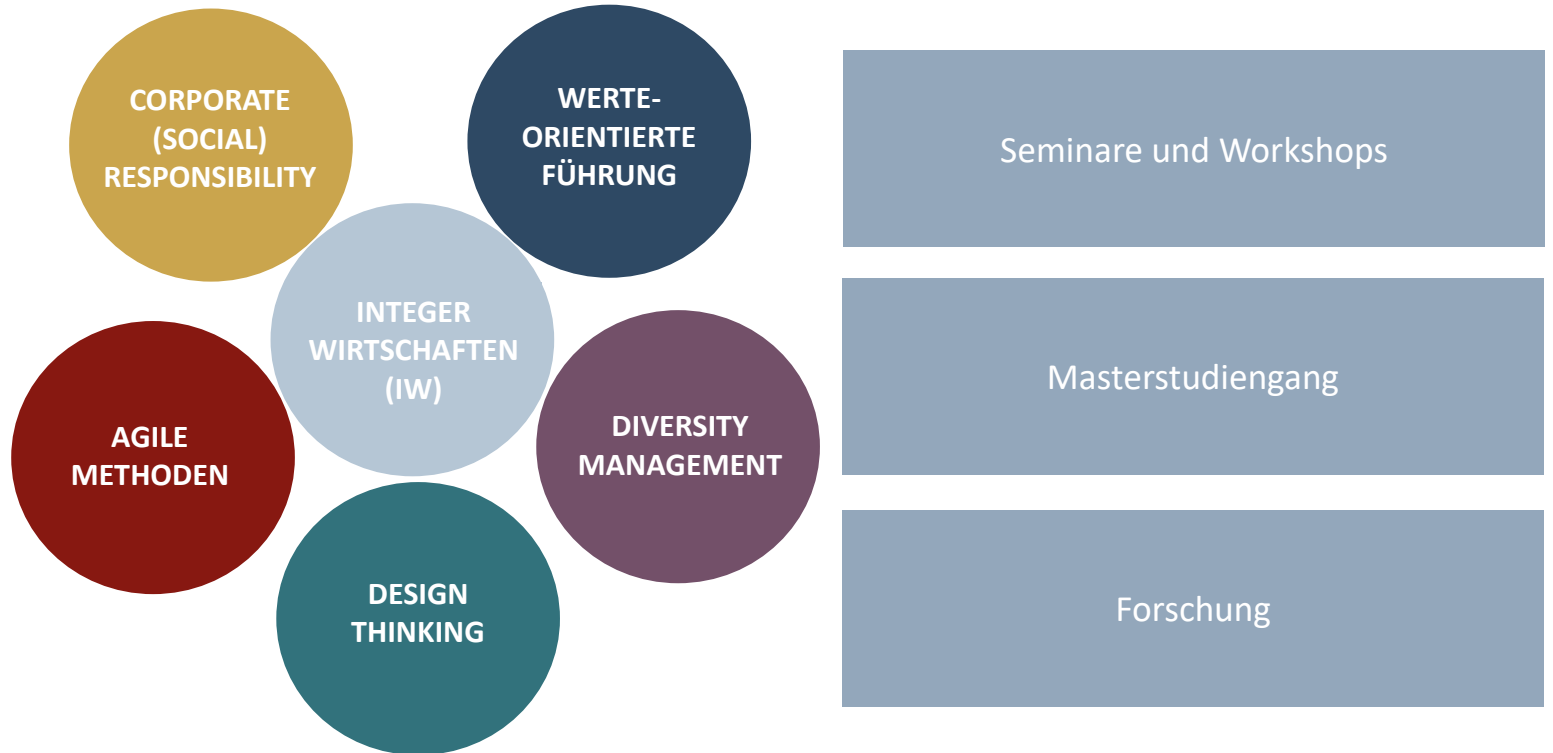 CORPORATE
(SOCIAL)
RESPONSIBILITY
WERTE-
ORIENTIERTE
FÜHRUNG
INTEGER
WIRTSCHAFTEN
(IW)
AGILE
METHODEN
DIVERSITY
MANAGEMENT
DESIGN
THINKING
Seminare und Workshops
Masterstudiengang
Forschung